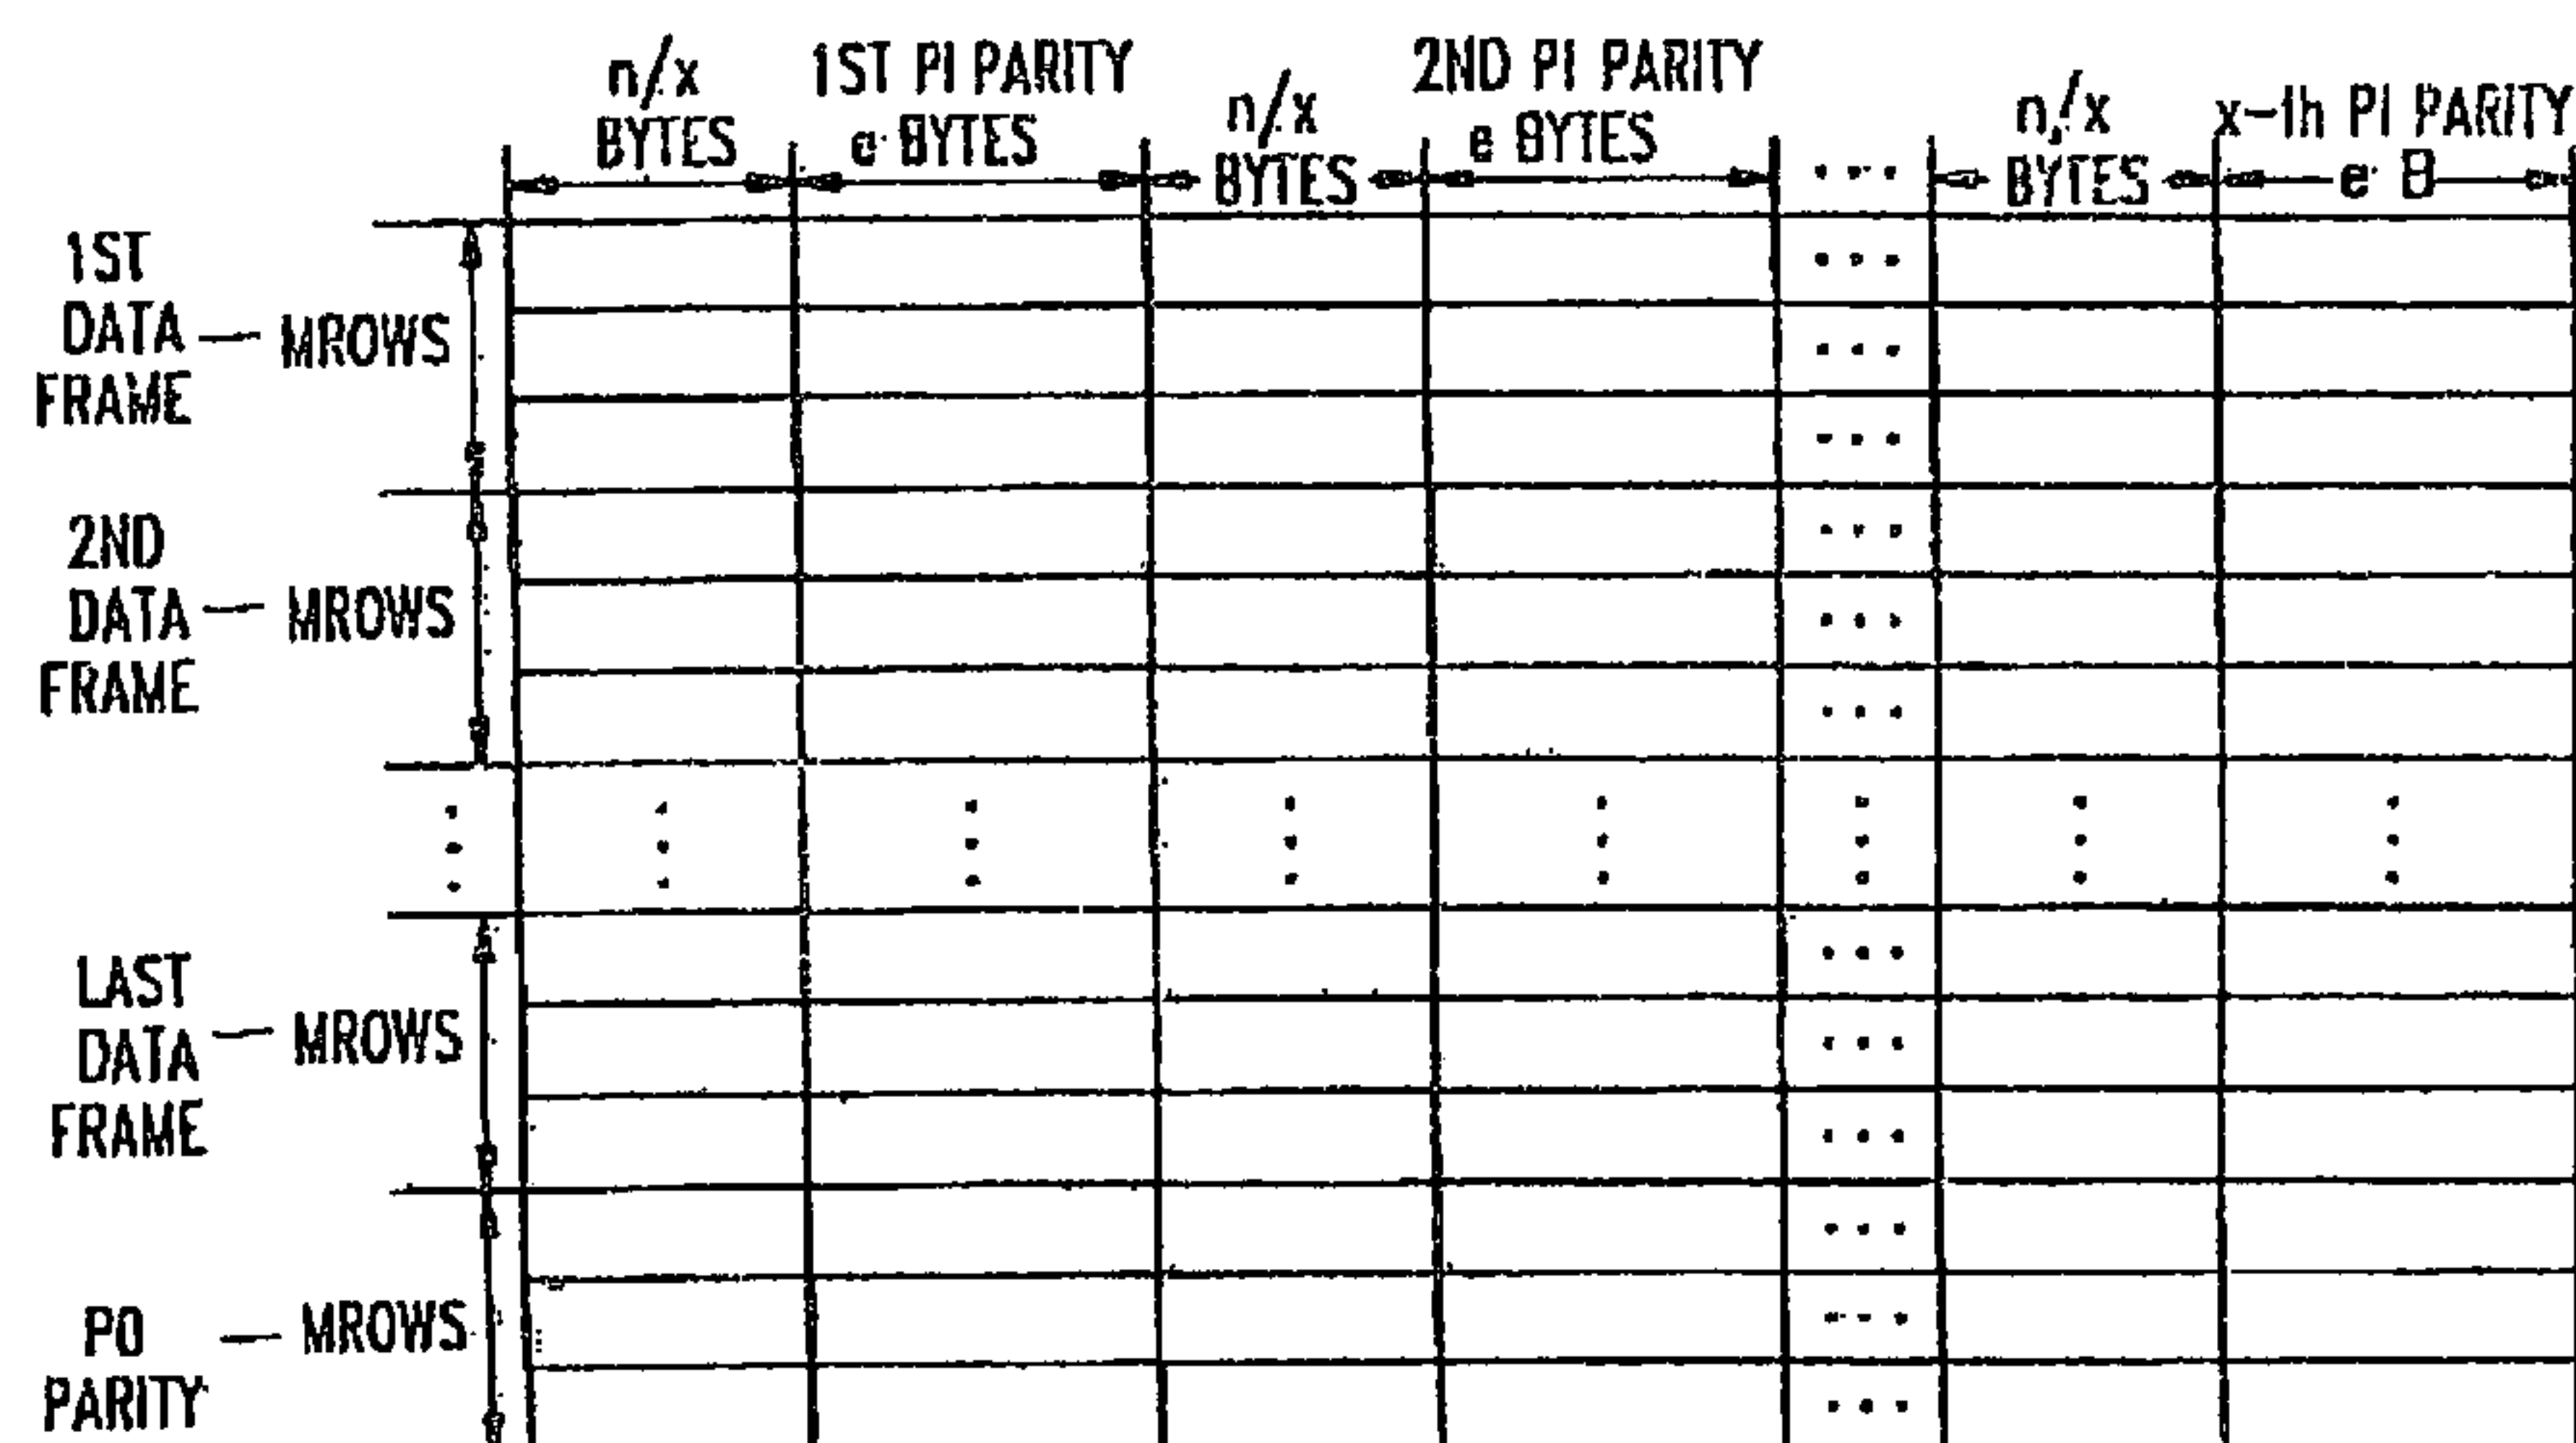 n/x
BYTES
1ST PI PARITY
e BYTES
n/x
BYTES
2ND PI PARITY
e BYTES
n/x
BYTES
x-th PI PARITY
e B
1ST
DATA — MROWS
FRAME
2ND
DATA — MROWS
FRAME
LAST
DATA — MROWS
FRAME
PO — MROWS
PARITY